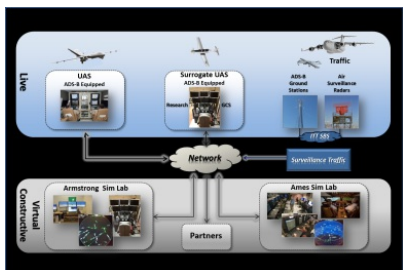 Live
UAS
ADS-B Equipped
Surrogate UAS
ADS-B Equipped
Research
GCS
Traffic
ADS-B
Ground
Stations
Air
Surveillance
Radars
ITT SBS
Network
Surveillance Traffic
Virtual
Constructive
Armstrong Sim Lab
Partners
Ames Sim Lab